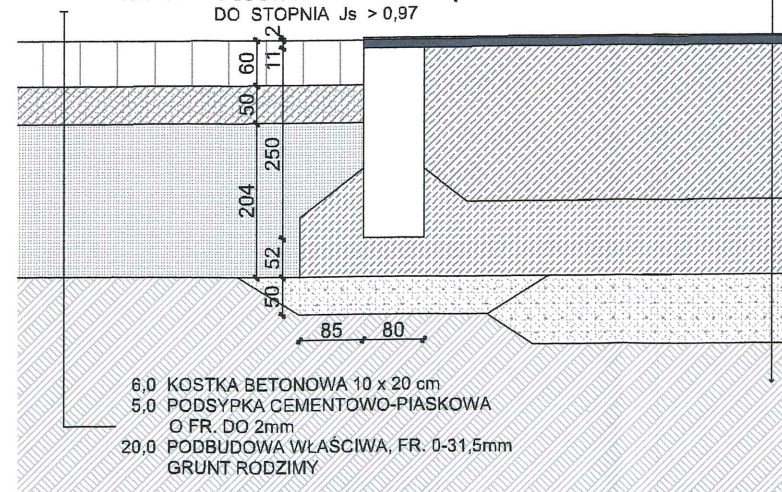 DO STOPNIA Js > 0,97
2
60
11
50
250
204
52
50
85
80
6,0 KOSTKA BETONOWA 10 x 20 cm
5,0 PODSYPKA CEMENTOWO-PIASKOWA
O FR. DO 2mm
20,0 PODBUDOWA WŁAŚCIWA, FR. 0-31,5mm
GRUNT RODZIMY